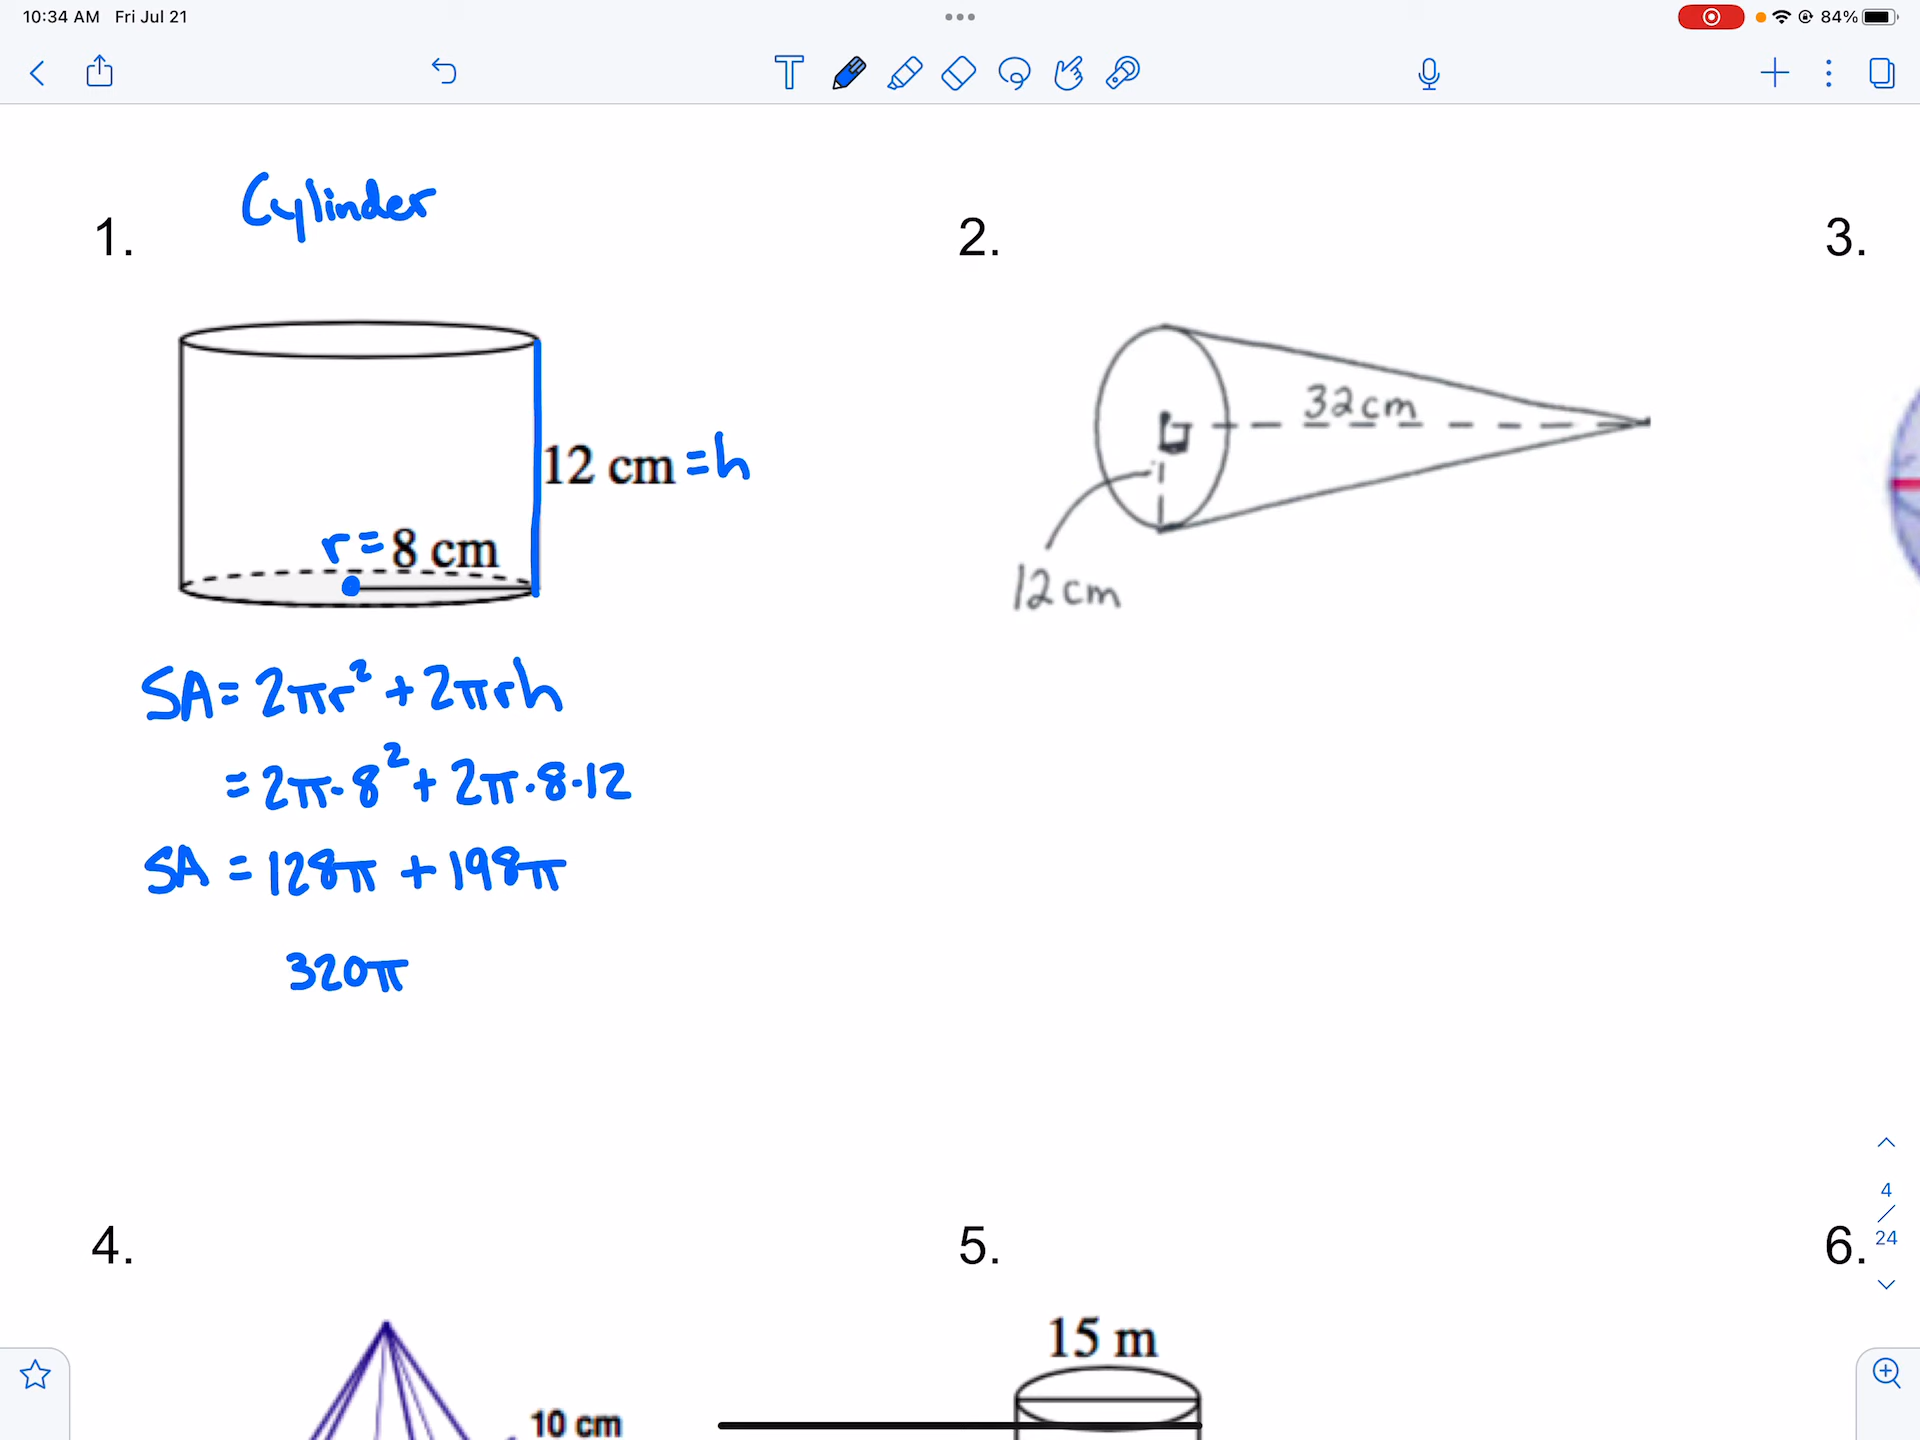 10:34 AM Fri Jul 21
84%
T
Cylinder
1.
2.
3.
12 cm = h
r = 8 cm
32cm
12cm
SA = 2πr² + 2πrh
= 2π·8² + 2π·8·12
SA = 128π + 198π
320π
4
/
24
4.
5.
6.
15 m
10 cm